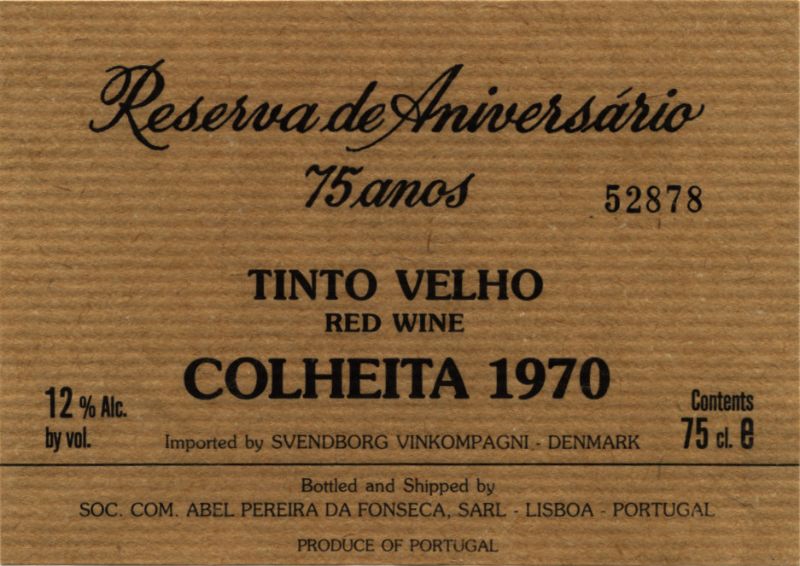 Reserva de Aniversário
75 anos
52878
TINTO VELHO
RED WINE
COLHEITA 1970
12 % Alc.
by vol.
Contents
75 cl. e
Imported by SVENDBORG VINKOMPAGNI - DENMARK
Bottled and Shipped by
SOC. COM. ABEL PEREIRA DA FONSECA, SARL - LISBOA - PORTUGAL
PRODUCE OF PORTUGAL